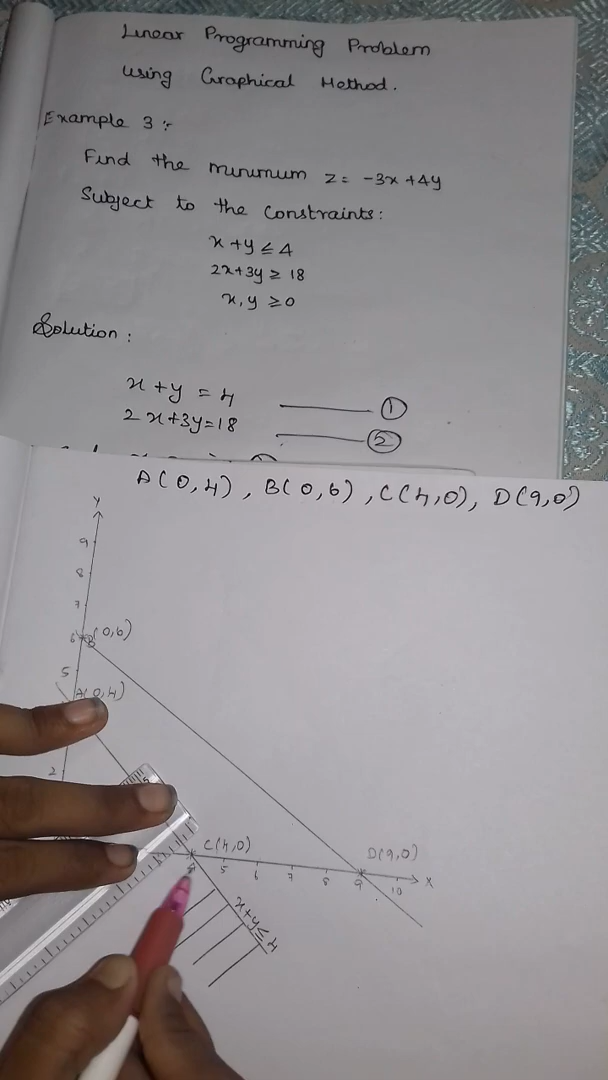 Linear Programming Problem
using Graphical Method.
Example 3 :-
Find the minimum z = -3x +4y
Subject to the constraints:
x +y ≤ 4
2x+3y ≥ 18
x, y ≥ 0
Solution :
x + y = 4 ——— ①
2x+3y=18 ——— ②
A(0,4), B(0,6), C(4,0), D(9,0)
Y
9
8
7
6 B(0,6)
5
A(0,4)
2
C(4,0) D(9,0)
4 5 6 7 8 9 10 X
x+y≤4